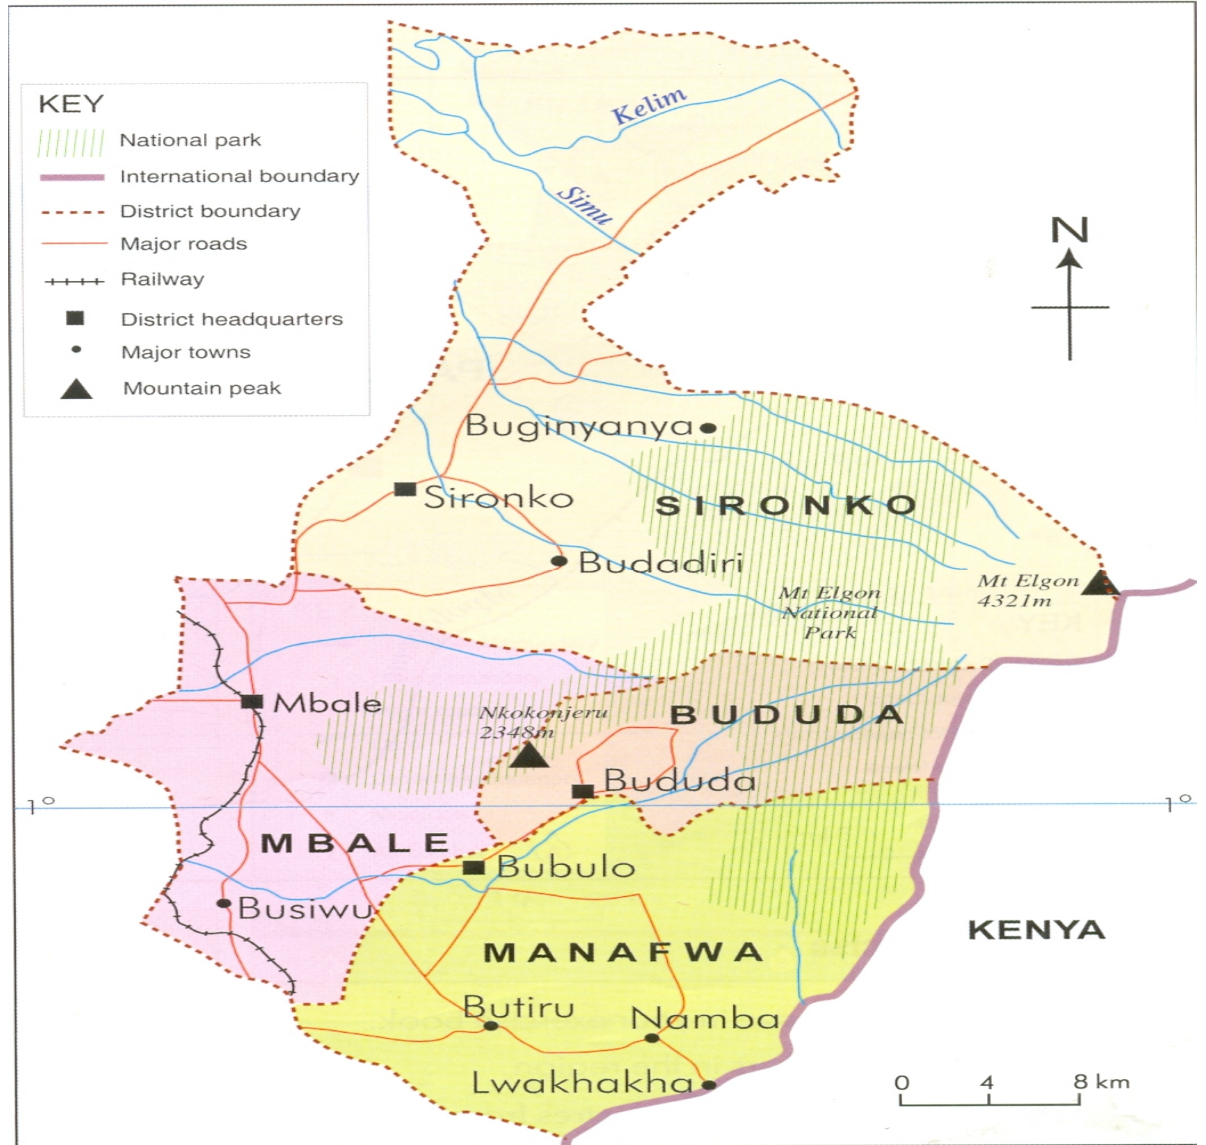 KEY
National park
International boundary
District boundary
Major roads
Railway
District headquarters
Major towns
Mountain peak
Kelim
Simu
N
Buginyanya
Sironko
SIRONKO
Budadiri
Mt Elgon
4321m
Mt Elgon
National
Park
Mbale
Nkokonjeru
2348m
BUDUDA
Bududa
1°
1°
MBALE
Bubulo
Busiwu
KENYA
MANAFWA
Butiru
Namba
Lwakhakha
0 4 8 km